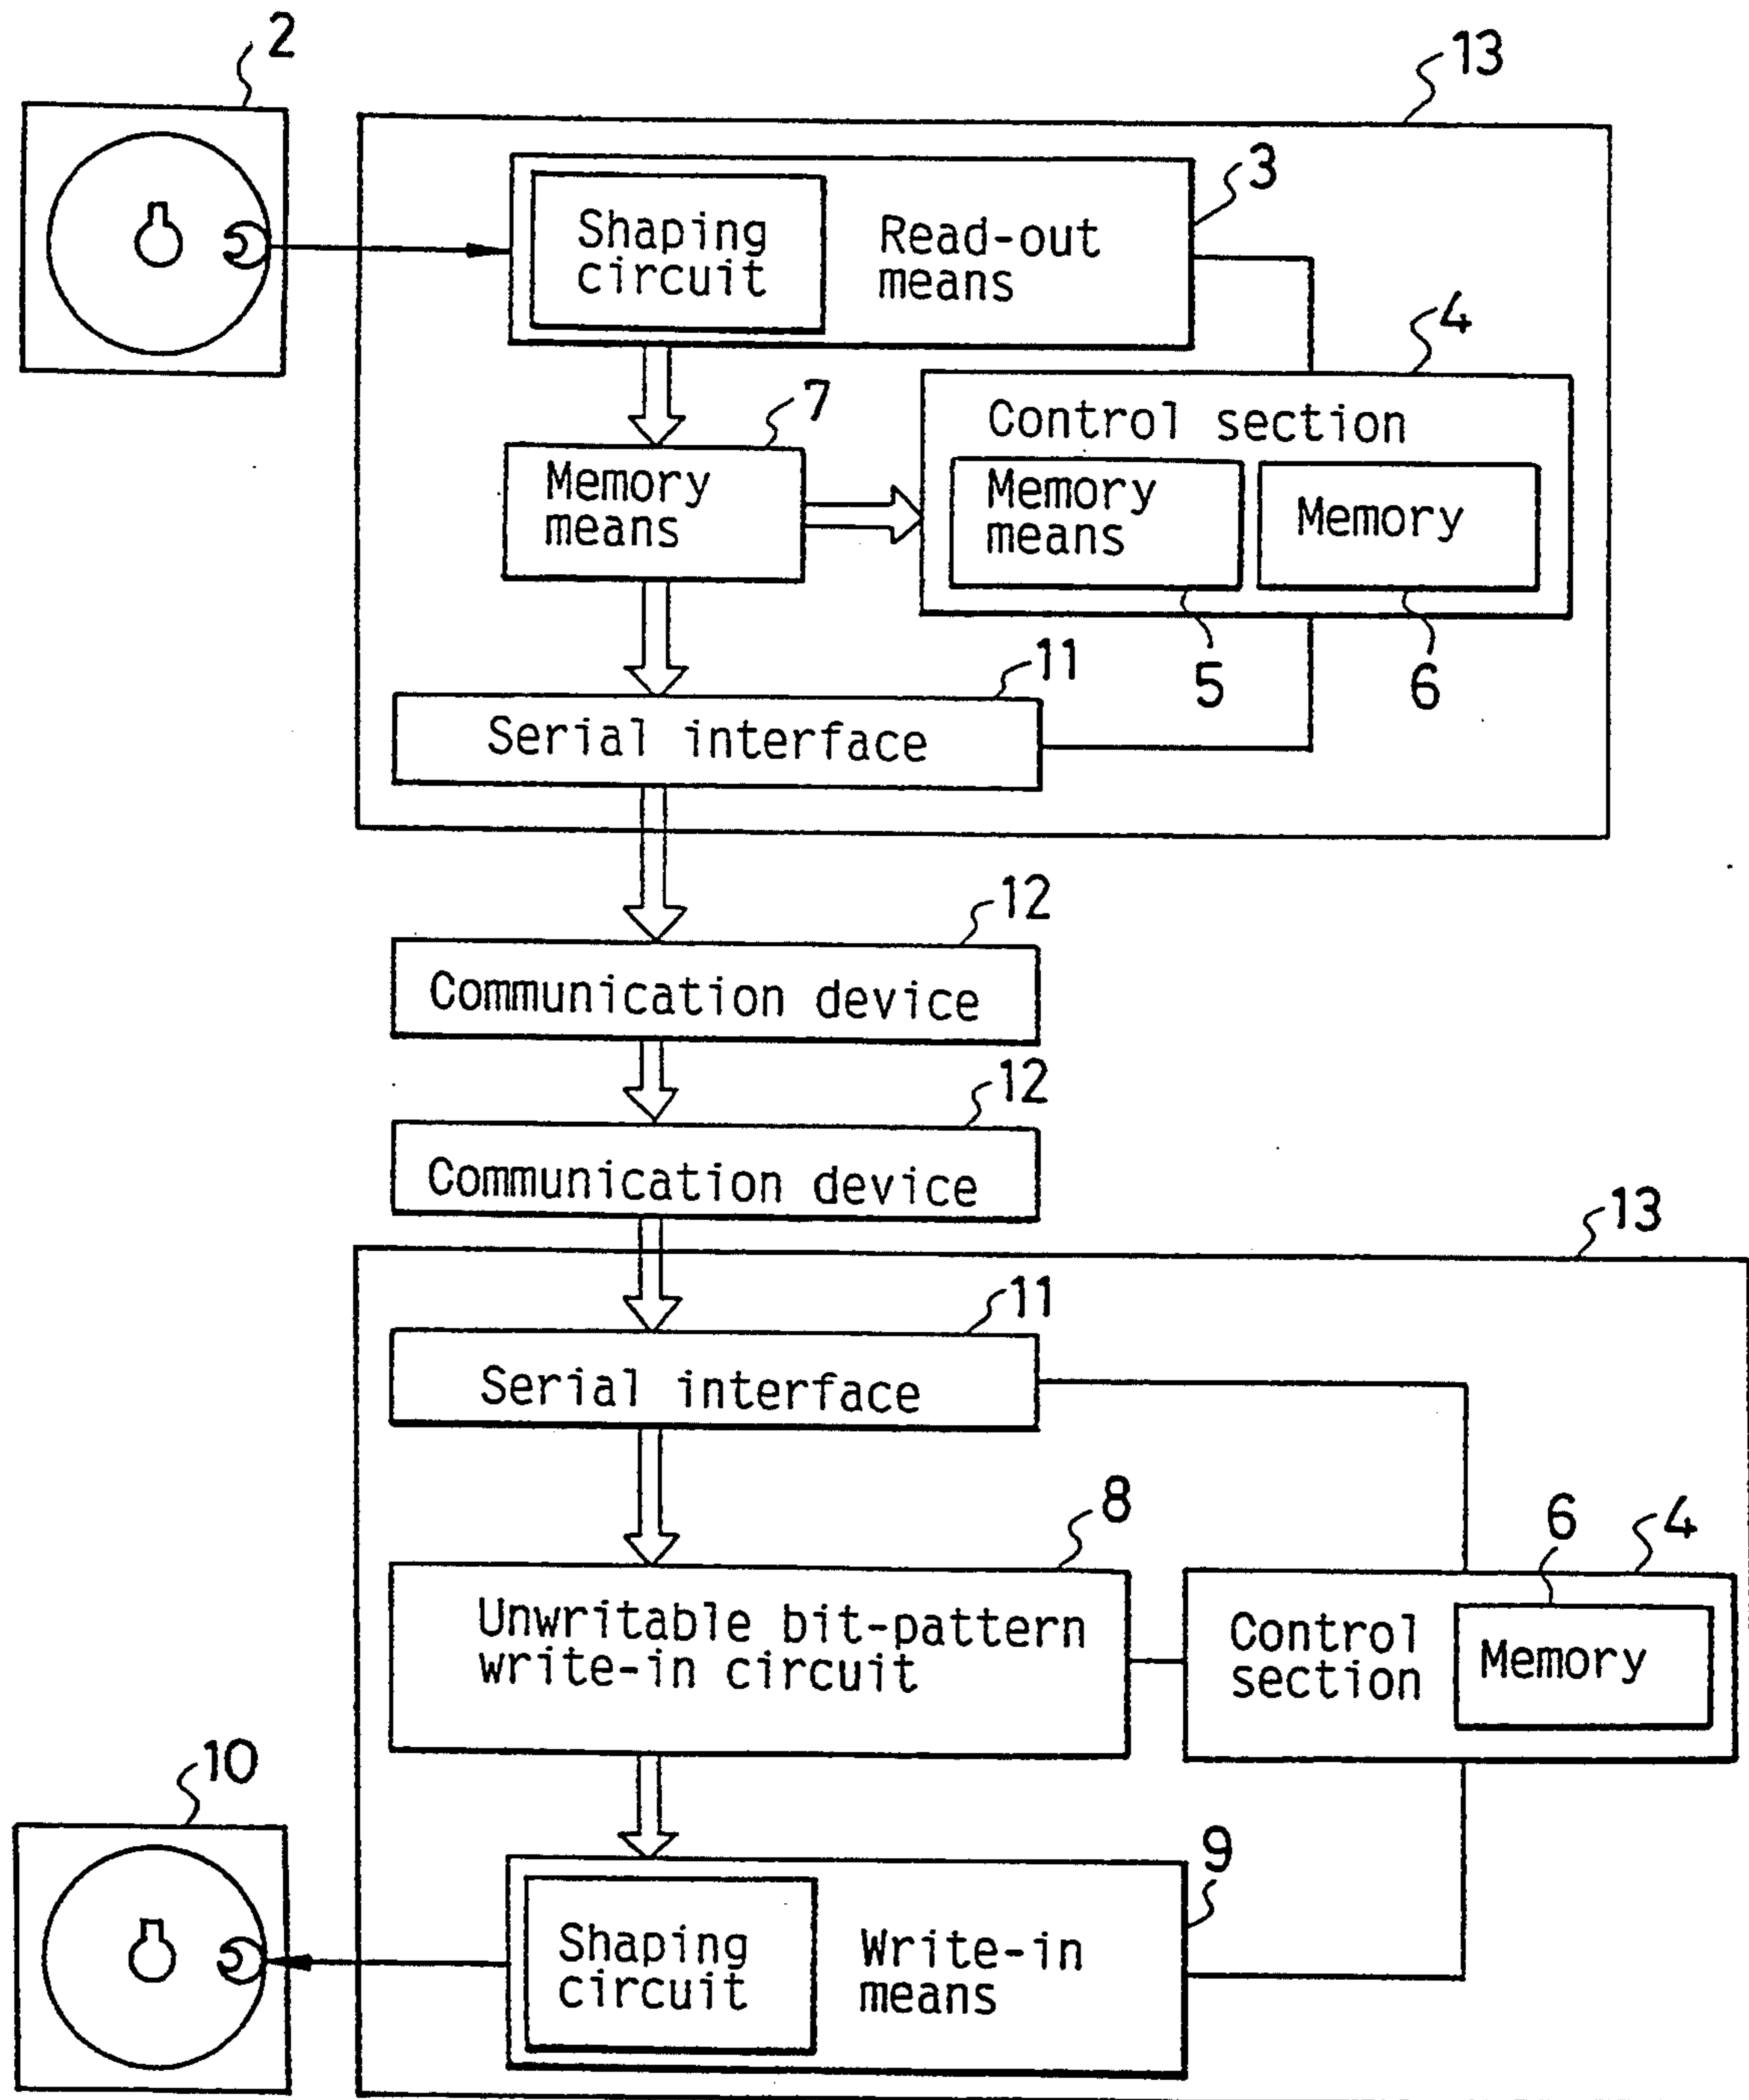 2
13
3
Shaping
circuit
Read-out
means
4
Control section
7
Memory
means
Memory
means
Memory
5
6
11
Serial interface
12
Communication device
12
Communication device
13
11
Serial interface
8
Unwritable bit-pattern
write-in circuit
6
4
Control
section
Memory
10
9
Shaping
circuit
Write-in
means